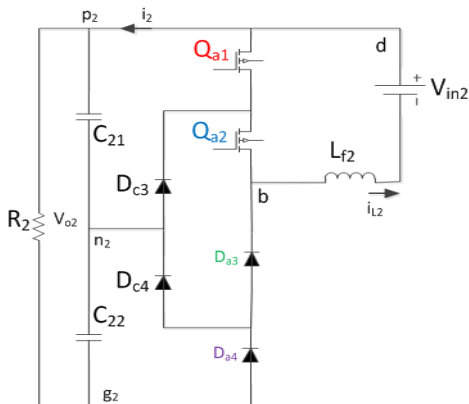 p2 i2
Qa1
d
+
Vin2
C21
Qa2
Lf2
Dc3
b
iL2
R2
Vo2
n2
Da3
Dc4
C22
Da4
g2